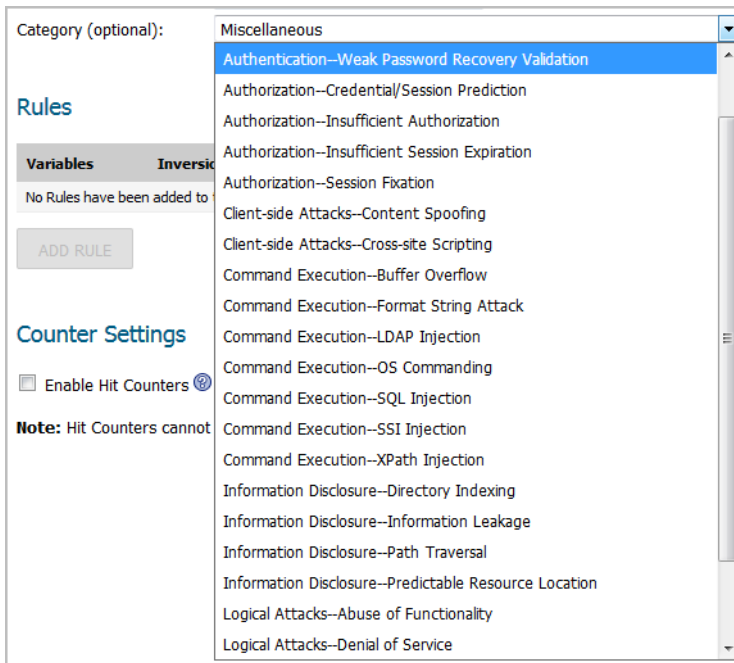 Category (optional): Miscellaneous
Authentication--Weak Password Recovery Validation
Authorization--Credential/Session Prediction
Authorization--Insufficient Authorization
Authorization--Insufficient Session Expiration
Authorization--Session Fixation
Client-side Attacks--Content Spoofing
Client-side Attacks--Cross-site Scripting
Command Execution--Buffer Overflow
Command Execution--Format String Attack
Command Execution--LDAP Injection
Command Execution--OS Commanding
Command Execution--SQL Injection
Command Execution--SSI Injection
Command Execution--XPath Injection
Information Disclosure--Directory Indexing
Information Disclosure--Information Leakage
Information Disclosure--Path Traversal
Information Disclosure--Predictable Resource Location
Logical Attacks--Abuse of Functionality
Logical Attacks--Denial of Service
Rules
Variables Inversio
No Rules have been added to
ADD RULE
Counter Settings
Enable Hit Counters ?
Note: Hit Counters cannot